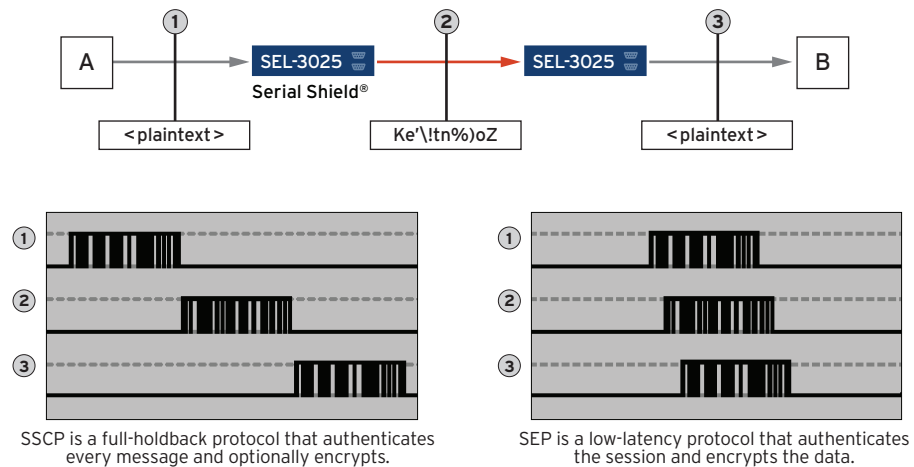 1
2
3
A
SEL-3025
SEL-3025
B
Serial Shield®
<plaintext>
Ke'\!tn%)oZ
<plaintext>
1
2
3
SSCP is a full-holdback protocol that authenticates
every message and optionally encrypts.
1
2
3
SEP is a low-latency protocol that authenticates
the session and encrypts the data.